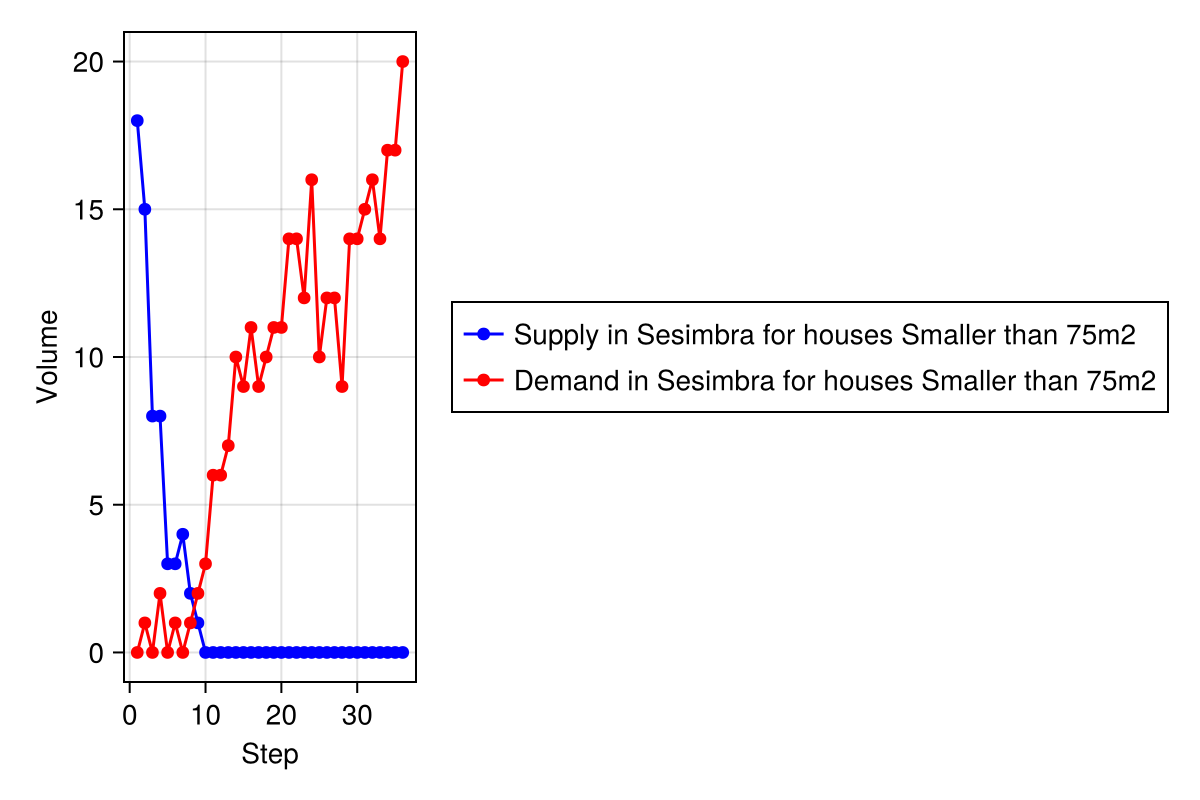 20
15
10
5
0
Volume
0 10 20 30
Step
Supply in Sesimbra for houses Smaller than 75m2
Demand in Sesimbra for houses Smaller than 75m2